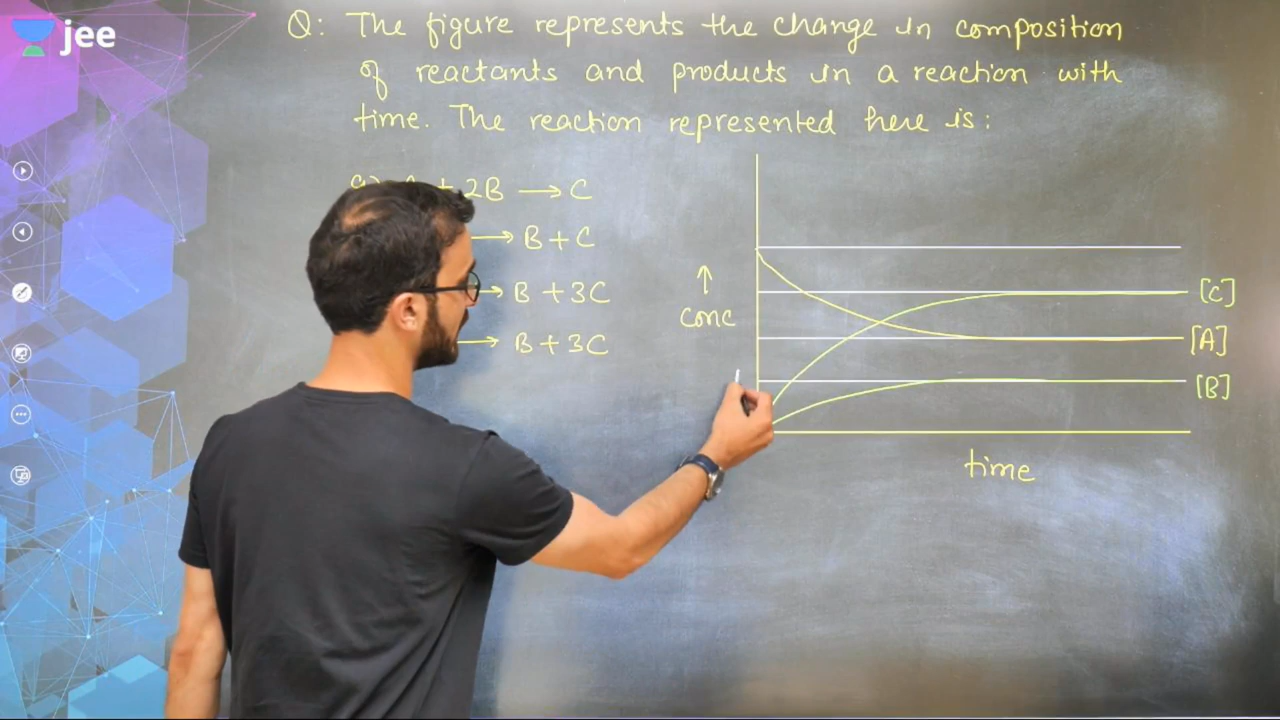 jee
Q: The figure represents the change in composition
of reactants and products in a reaction with
time. The reaction represented here is:
+ 2B → C
→ B + C
→ B + 3C
→ B + 3C
↑
conc
[C]
[A]
[B]
time